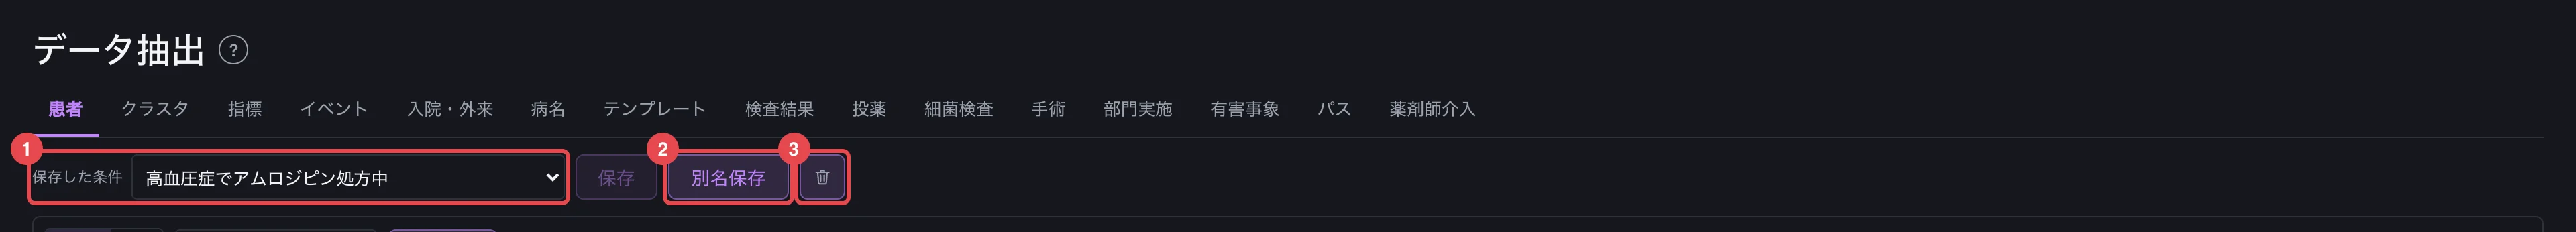 データ抽出 ?
患者 クラスタ 指標 イベント 入院・外来 病名 テンプレート 検査結果 投薬 細菌検査 手術 部門実施 有害事象 パス 薬剤師介入
1 2 3
保存した条件 高血圧症でアムロジピン処方中 保存 別名保存